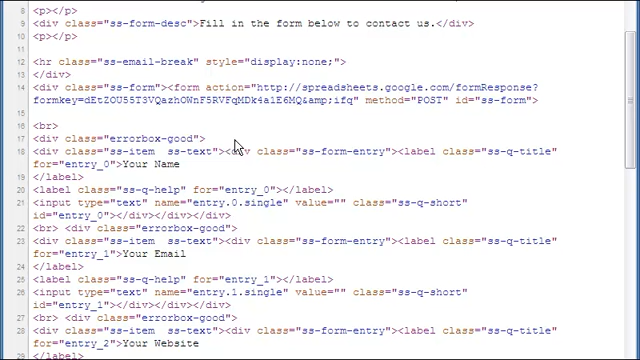 8 <p></p>
9 <div class="ss-form-desc">Fill in the form below to contact us.</div>
10 <p></p>
11
12 <hr class="ss-email-break" style="display:none;">
13 </div>
14 <div class="ss-form"><form action="http://spreadsheets.google.com/formResponse?
formkey=dEtZOU55T3VQazhOWnF5RVFqMDk4a1E6MQ&amp;ifq" method="POST" id="ss-form">
15
16 <br>
17 <div class="errorbox-good">
18 <div class="ss-item  ss-text"><div class="ss-form-entry"><label class="ss-q-title"
for="entry_0">Your Name
19 </label>
20 <label class="ss-q-help" for="entry_0"></label>
21 <input type="text" name="entry.0.single" value="" class="ss-q-short"
id="entry_0"></div></div></div>
22 <br> <div class="errorbox-good">
23 <div class="ss-item  ss-text"><div class="ss-form-entry"><label class="ss-q-title"
for="entry_1">Your Email
24 </label>
25 <label class="ss-q-help" for="entry_1"></label>
26 <input type="text" name="entry.1.single" value="" class="ss-q-short"
id="entry_1"></div></div></div>
27 <br> <div class="errorbox-good">
28 <div class="ss-item  ss-text"><div class="ss-form-entry"><label class="ss-q-title"
for="entry_2">Your Website
29 </label>